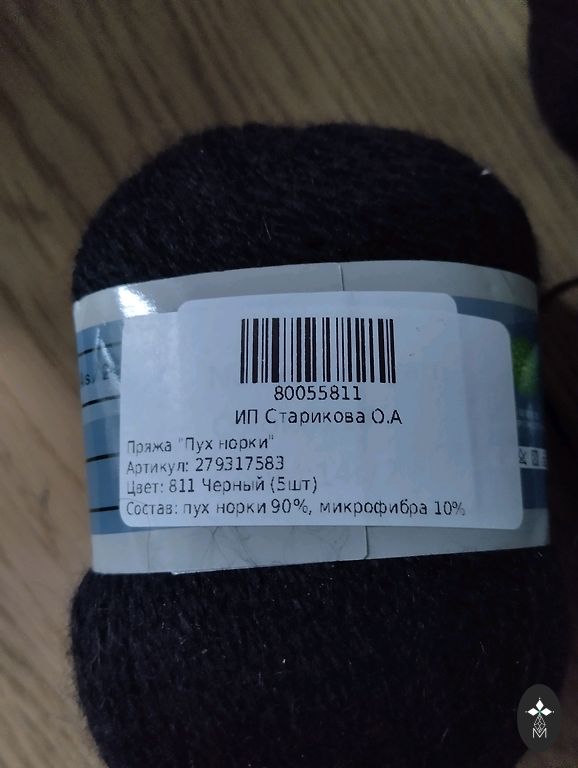 80055811
ИП Старикова О.А
Пряжа "Пух норки"
Артикул: 279317583
Цвет: 811 Черный (5шт)
Состав: пух норки 90%, микрофибра 10%
M